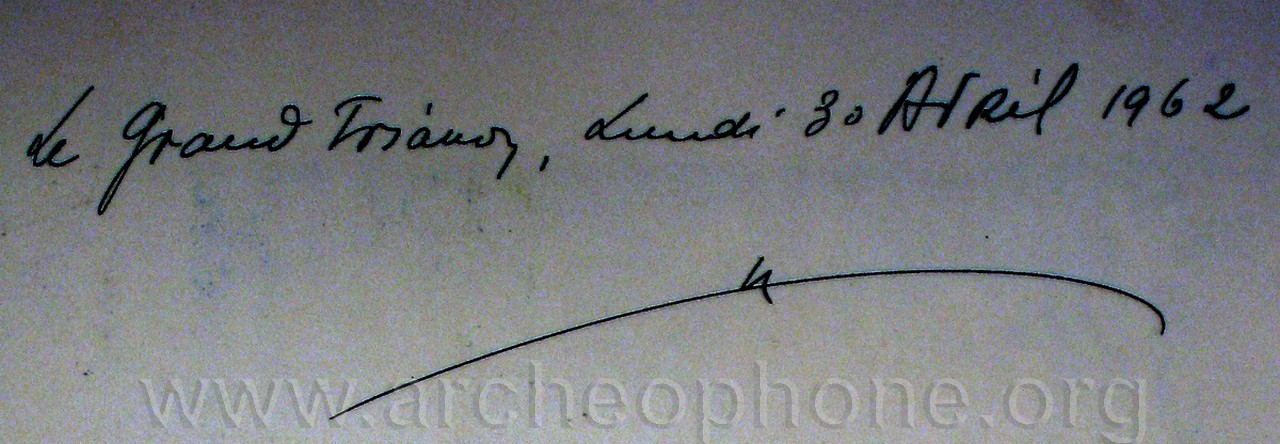 Le Grand Trianon, Lundi 30 Avril 1962
www.archeophone.org